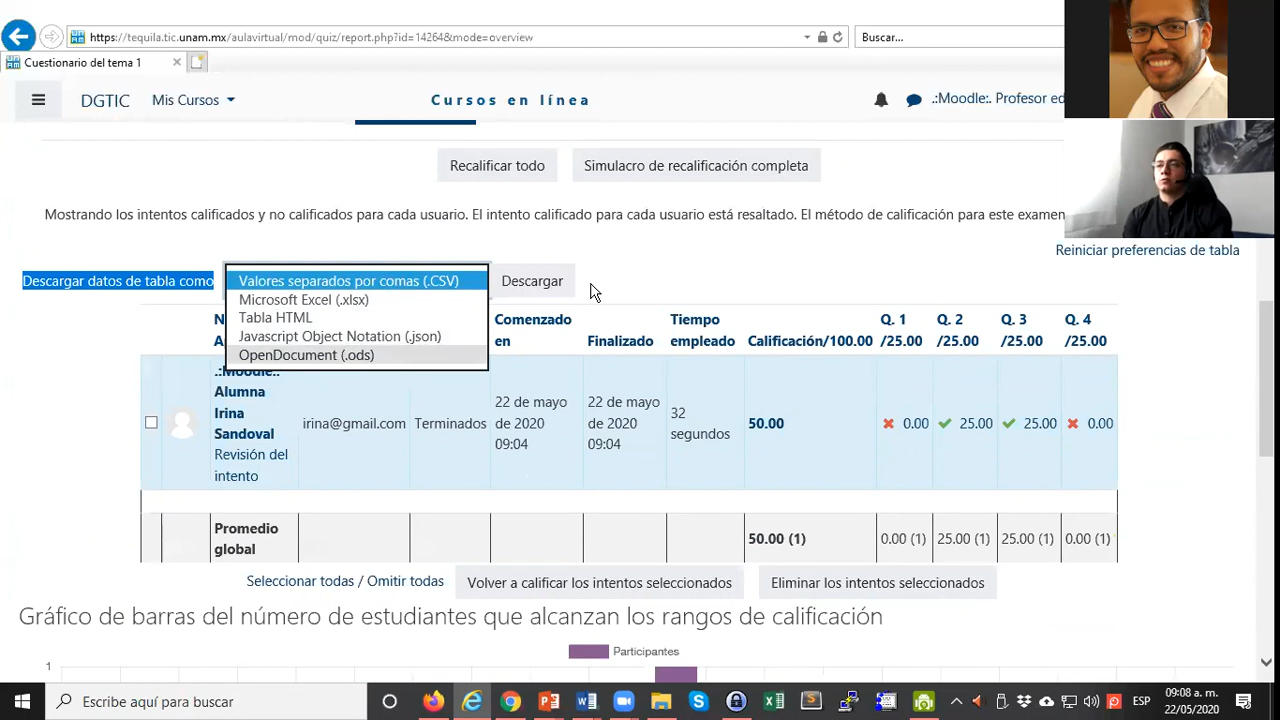 https://tequila.tic.unam.mx/aulavirtual/mod/quiz/report.php?id=14264&mode=overview
Buscar...
Cuestionario del tema 1
DGTIC
Mis Cursos
Cursos en línea
.:Moodle:. Profesor ed
Recalificar todo
Simulacro de recalificación completa
Mostrando los intentos calificados y no calificados para cada usuario. El intento calificado para cada usuario está resaltado. El método de calificación para este examen
Reiniciar preferencias de tabla
Descargar datos de tabla como
Valores separados por comas (.CSV)
Microsoft Excel (.xlsx)
Tabla HTML
Javascript Object Notation (.json)
OpenDocument (.ods)
Descargar
Comenzado en
Finalizado
Tiempo empleado
Calificación/100.00
Q. 1 /25.00
Q. 2 /25.00
Q. 3 /25.00
Q. 4 /25.00
.:Moodle:.
Alumna
Irina
Sandoval
Revisión del
intento
irina@gmail.com
Terminados
22 de mayo
de 2020
09:04
22 de mayo
de 2020
09:04
32
segundos
50.00
0.00
25.00
25.00
0.00
Promedio
global
50.00 (1)
0.00 (1)
25.00 (1)
25.00 (1)
0.00 (1)
Seleccionar todas / Omitir todas
Volver a calificar los intentos seleccionados
Eliminar los intentos seleccionados
Gráfico de barras del número de estudiantes que alcanzan los rangos de calificación
Participantes
1
Escribe aquí para buscar
ESP
09:08 a. m.
22/05/2020